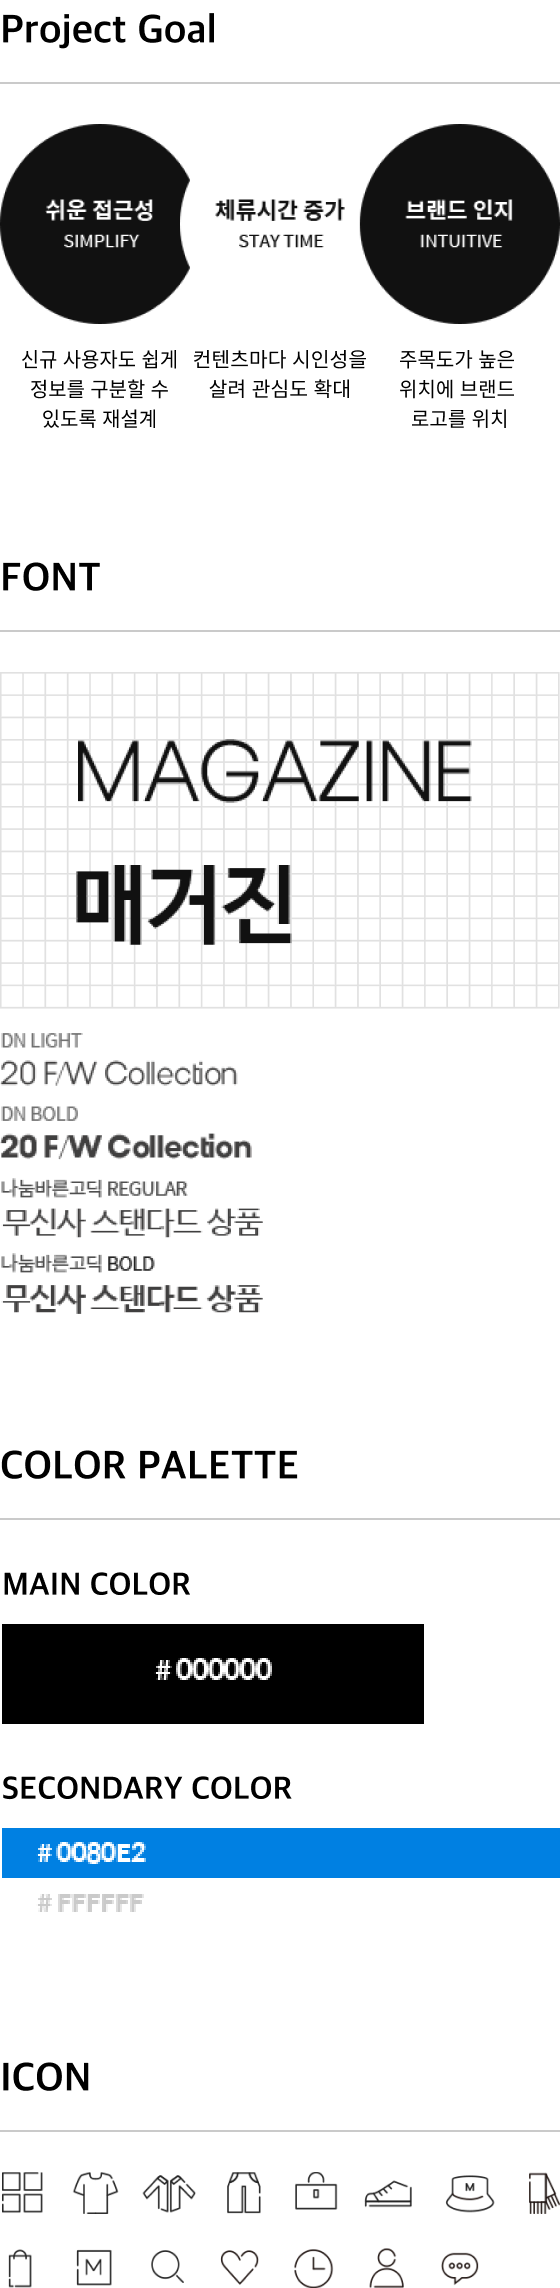 Project Goal
쉬운 접근성
SIMPLIFY
신규 사용자도 쉽게
정보를 구분할 수
있도록 재설계
체류시간 증가
STAY TIME
컨텐츠마다 시인성을
살려 관심도 확대
브랜드 인지
INTUITIVE
주목도가 높은
위치에 브랜드
로고를 위치
FONT
MAGAZINE
매거진
DN LIGHT
20 F/W Collection
DN BOLD
20 F/W Collection
나눔바른고딕 REGULAR
무신사 스탠다드 상품
나눔바른고딕 BOLD
무신사 스탠다드 상품
COLOR PALETTE
MAIN COLOR
# 000000
SECONDARY COLOR
# 0080E2
# FFFFFF
ICON
M
M